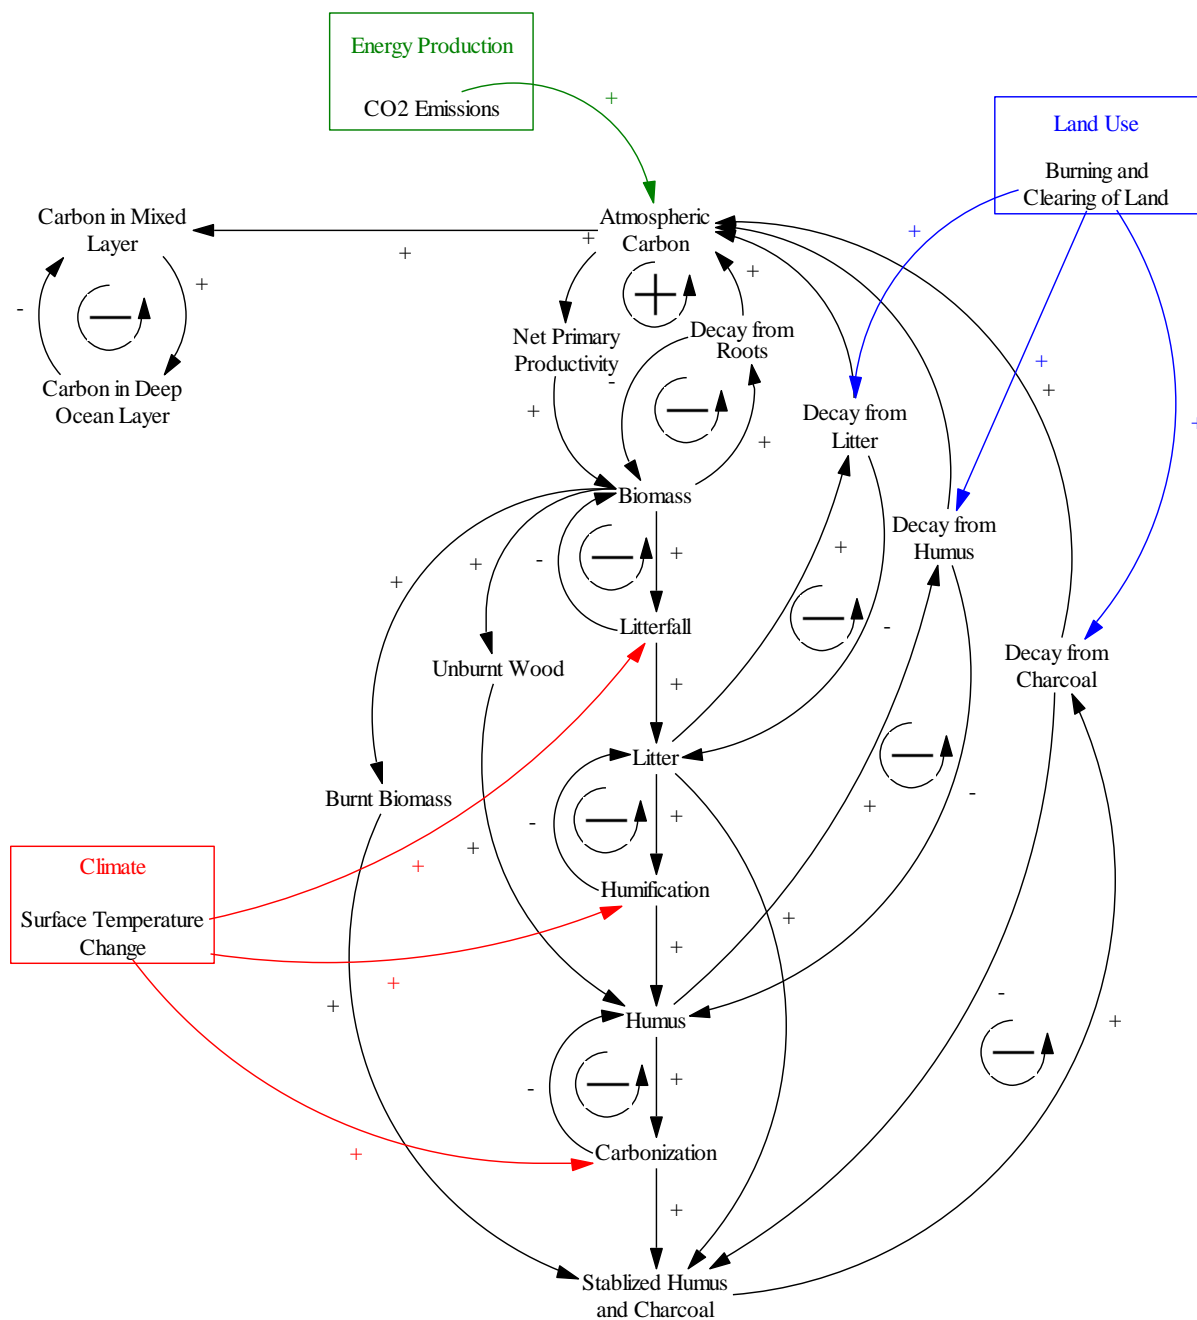 Energy Production
CO2 Emissions
+
Land Use
Burning and
Clearing of Land
Carbon in Mixed
Layer
Atmospheric
Carbon
+
+
+
+
+
-
Net Primary
Productivity
Decay from
Roots
+
+
Carbon in Deep
Ocean Layer
-
+
Decay from
Litter
+
+
Biomass
Decay from
Humus
+
+
-
+
+
Litterfall
-
Unburnt Wood
Decay from
Charcoal
+
Litter
Burnt Biomass
+
-
-
+
+
+
Climate
Surface Temperature
Change
Humification
+
+
+
-
+
+
Humus
-
+
Carbonization
+
+
Stablized Humus
and Charcoal